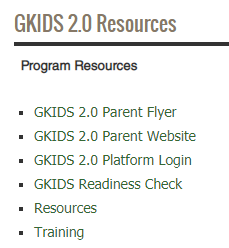 GKIDS 2.0 Resources
Program Resources
GKIDS 2.0 Parent Flyer
GKIDS 2.0 Parent Website
GKIDS 2.0 Platform Login
GKIDS Readiness Check
Resources
Training